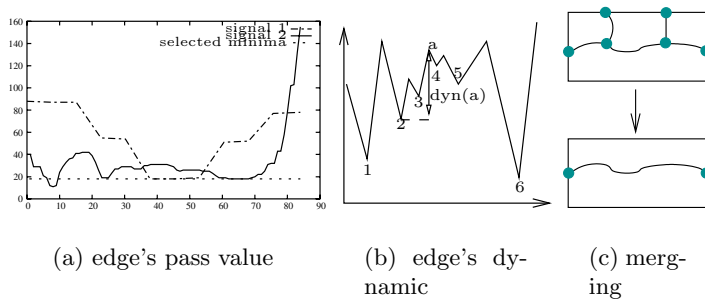 160
140
120
100
80
60
40
20
0
0 10 20 30 40 50 60 70 80 90
signal 1
signal 2
selected minima
a
4
5
3
dyn(a)
2
1
6
(a) edge's pass value
(b) edge's dy-
namic
(c) merg-
ing